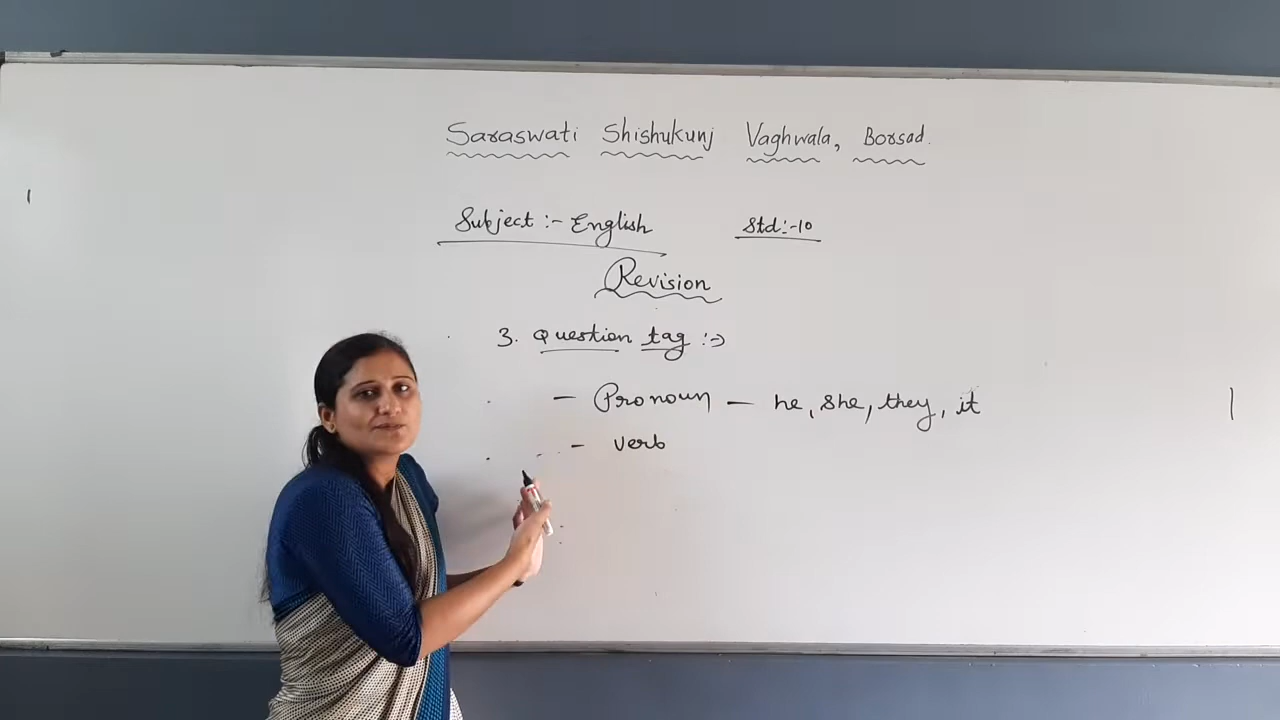 Saraswati Shishukunj Vaghwala, Borsad.
Subject :- English Std:-10
Revision
3. Question tag :->
- Pronoun - he, she, they, it
- verb